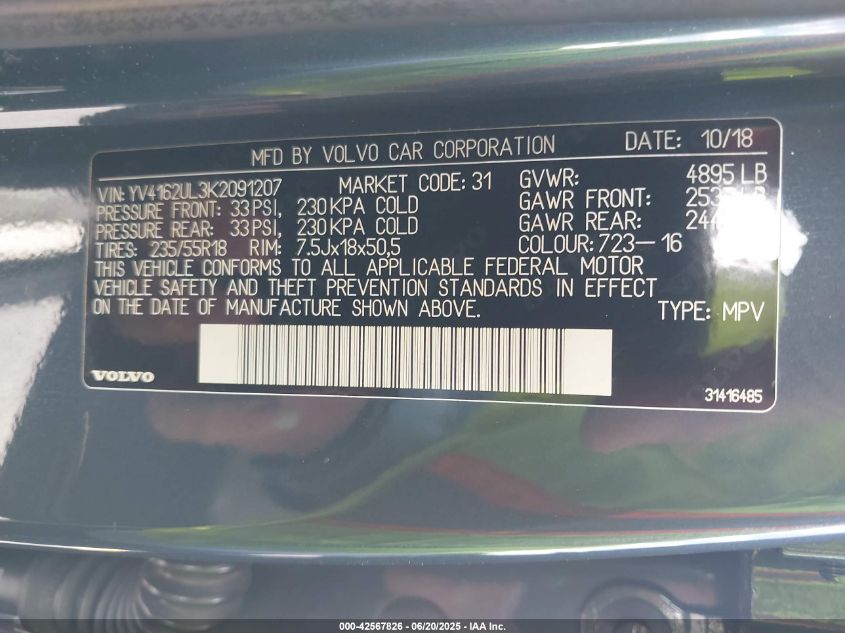 MFD BY VOLVO CAR CORPORATION DATE: 10/18
VIN: YV4162UL3K2091207 MARKET CODE: 31 GVWR: 4895 LB
PRESSURE FRONT: 33 PSI, 230 KPA COLD GAWR FRONT: LB
PRESSURE REAR: 33 PSI, 230 KPA COLD GAWR REAR:
TIRES: 235/55R18 RIM: 7.5Jx18x50,5 COLOUR: 723-16
THIS VEHICLE CONFORMS TO ALL APPLICABLE FEDERAL MOTOR
VEHICLE SAFETY AND THEFT PREVENTION STANDARDS IN EFFECT
ON THE DATE OF MANUFACTURE SHOWN ABOVE. TYPE: MPV
VOLVO
31416485
000-42567826 - 06/20/2025 - IAA Inc.